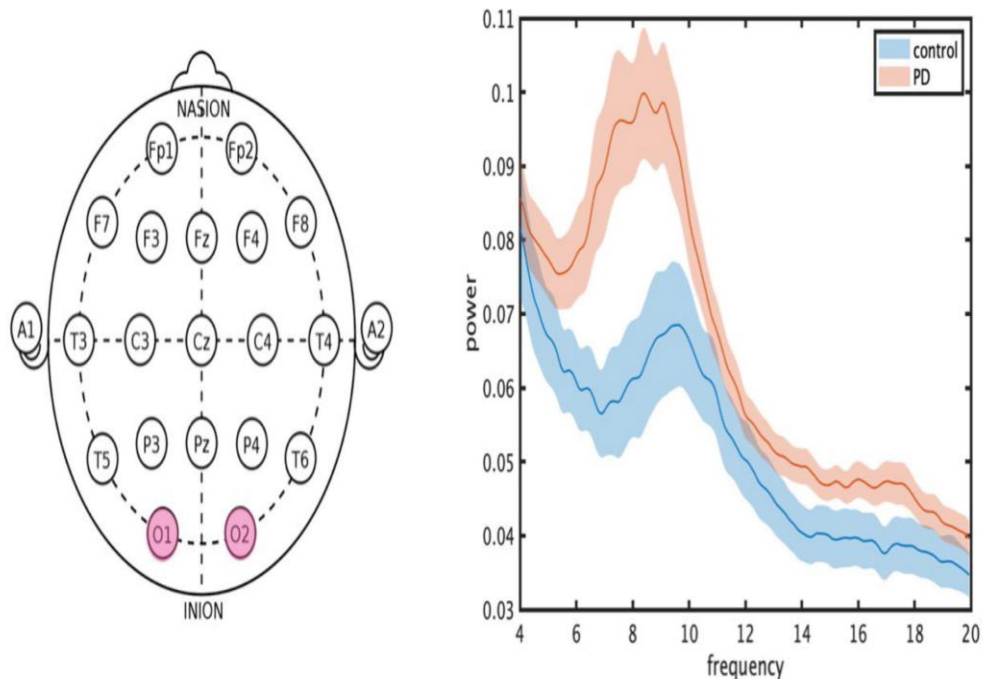 NASION
Fp1 Fp2
F7 F3 Fz F4 F8
A1 T3 C3 Cz C4 T4 A2
T5 P3 Pz P4 T6
O1 O2
INION
0.11
0.1
0.09
0.08
0.07
0.06
0.05
0.04
0.03
power
control
PD
4 6 8 10 12 14 16 18 20
frequency